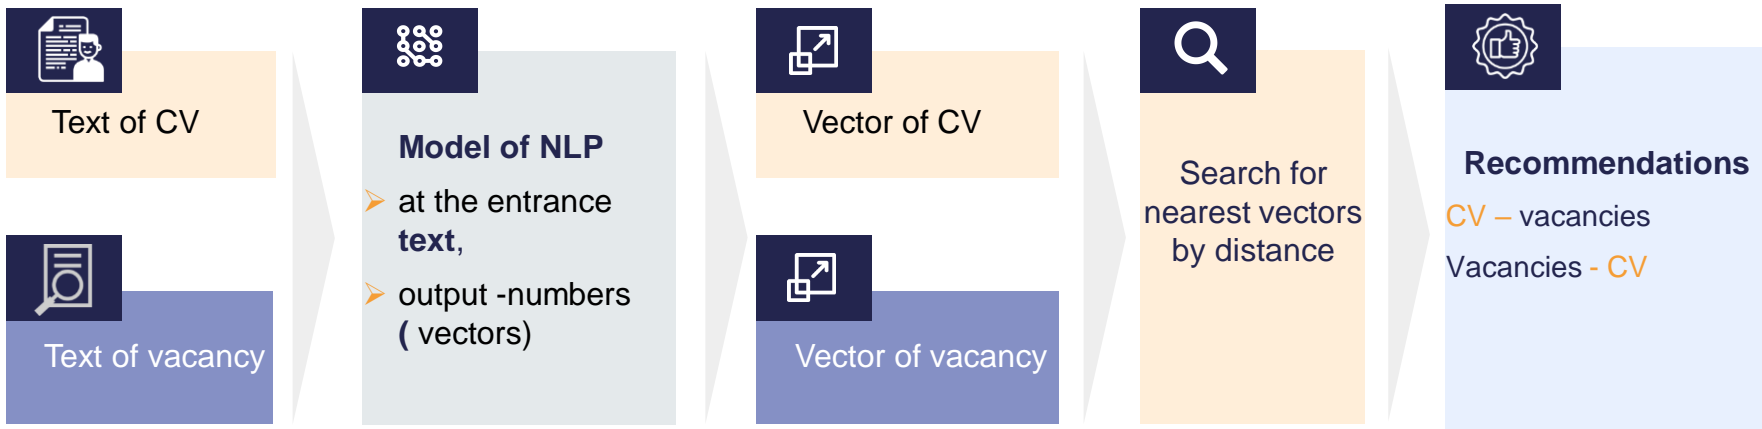 Text of CV
Text of vacancy
Model of NLP
➢ at the entrance
text,
➢ output -numbers
( vectors)
Vector of CV
Vector of vacancy
Search for
nearest vectors
by distance
Recommendations
CV – vacancies
Vacancies - CV